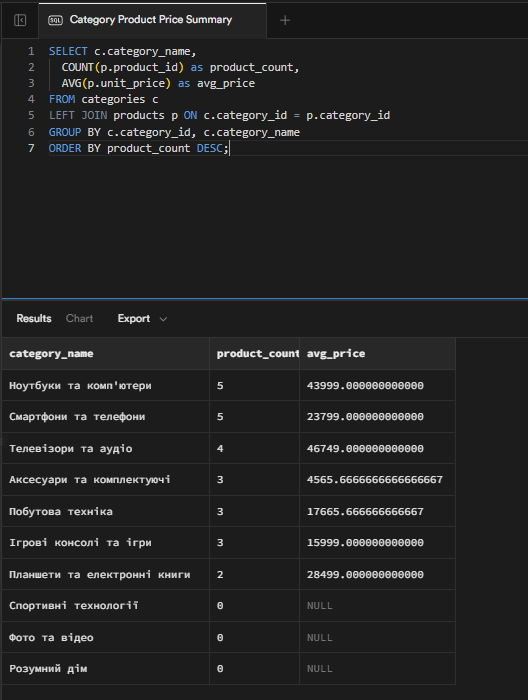 SQL Category Product Price Summary +
1 SELECT c.category_name,
2 COUNT(p.product_id) as product_count,
3 AVG(p.unit_price) as avg_price
4 FROM categories c
5 LEFT JOIN products p ON c.category_id = p.category_id
6 GROUP BY c.category_id, c.category_name
7 ORDER BY product_count DESC;
Results Chart Export
category_name product_count avg_price
Ноутбуки та комп'ютери 5 43999.000000000000
Смартфони та телефони 5 23799.000000000000
Телевізори та аудіо 4 46749.000000000000
Аксесуари та комплектуючі 3 4565.6666666666666667
Побутова техніка 3 17665.666666666667
Ігрові консолі та ігри 3 15999.000000000000
Планшети та електронні книги 2 28499.000000000000
Спортивні технології 0 NULL
Фото та відео 0 NULL
Розумний дім 0 NULL